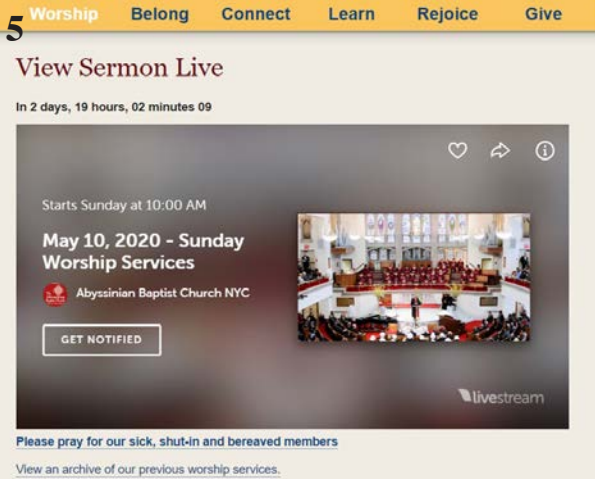 Worship Belong Connect Learn Rejoice Give
5
View Sermon Live
In 2 days, 19 hours, 02 minutes 09
Starts Sunday at 10:00 AM
May 10, 2020 - Sunday
Worship Services
Abyssinian Baptist Church NYC
GET NOTIFIED
livestream
Please pray for our sick, shut-in and bereaved members
View an archive of our previous worship services.